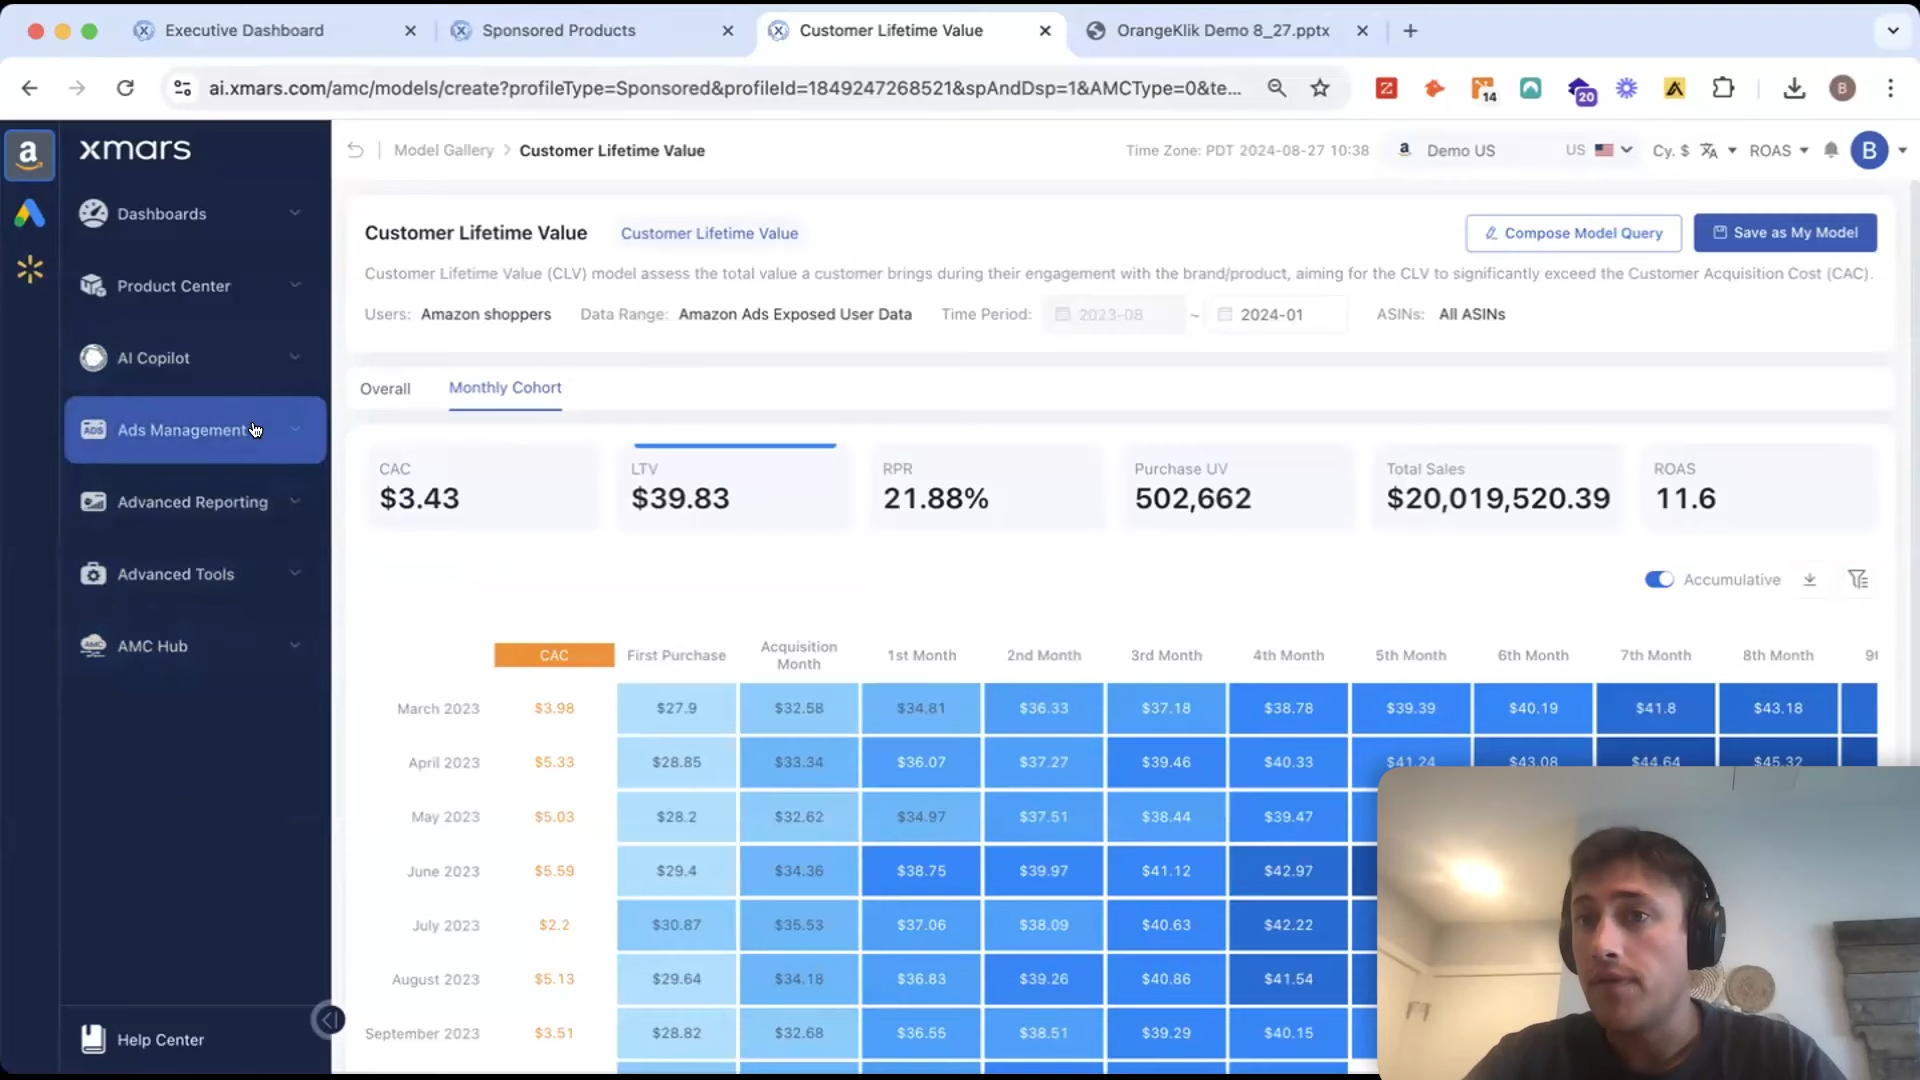 Executive Dashboard
Sponsored Products
Customer Lifetime Value
OrangeKlik Demo 8_27.pptx
ai.xmars.com/amc/models/create?profileType=Sponsored&profileId=1849247268521&spAndDsp=1&AMCType=0&te...
14
20
B
xmars
Dashboards
Product Center
AI Copilot
Ads Management
Advanced Reporting
Advanced Tools
AMC Hub
Help Center
Model Gallery > Customer Lifetime Value
Time Zone: PDT 2024-08-27 10:38
Demo US
US
Cy. $
ROAS
B
Customer Lifetime Value
Customer Lifetime Value
Compose Model Query
Save as My Model
Customer Lifetime Value (CLV) model assess the total value a customer brings during their engagement with the brand/product, aiming for the CLV to significantly exceed the Customer Acquisition Cost (CAC).
Users: Amazon shoppers Data Range: Amazon Ads Exposed User Data Time Period: 2023-08 ~ 2024-01 ASINs: All ASINs
Overall Monthly Cohort
CAC LTV RPR Purchase UV Total Sales ROAS
$3.43 $39.83 21.88% 502,662 $20,019,520.39 11.6
Accumulative
CAC First Purchase Acquisition Month 1st Month 2nd Month 3rd Month 4th Month 5th Month 6th Month 7th Month 8th Month
March 2023 $3.98 $27.9 $32.58 $34.81 $36.33 $37.18 $38.78 $39.39 $40.19 $41.8 $43.18
April 2023 $5.33 $28.85 $33.34 $36.07 $37.27 $39.46 $40.33 $41.24 $43.08 $44.64 $45.32
May 2023 $5.03 $28.2 $32.62 $34.97 $37.51 $38.44 $39.47
June 2023 $5.59 $29.4 $34.36 $38.75 $39.97 $41.12 $42.97
July 2023 $2.2 $30.87 $35.53 $37.06 $38.09 $40.63 $42.22
August 2023 $5.13 $29.64 $34.18 $36.83 $39.26 $40.86 $41.54
September 2023 $3.51 $28.82 $32.68 $36.55 $38.51 $39.29 $40.15